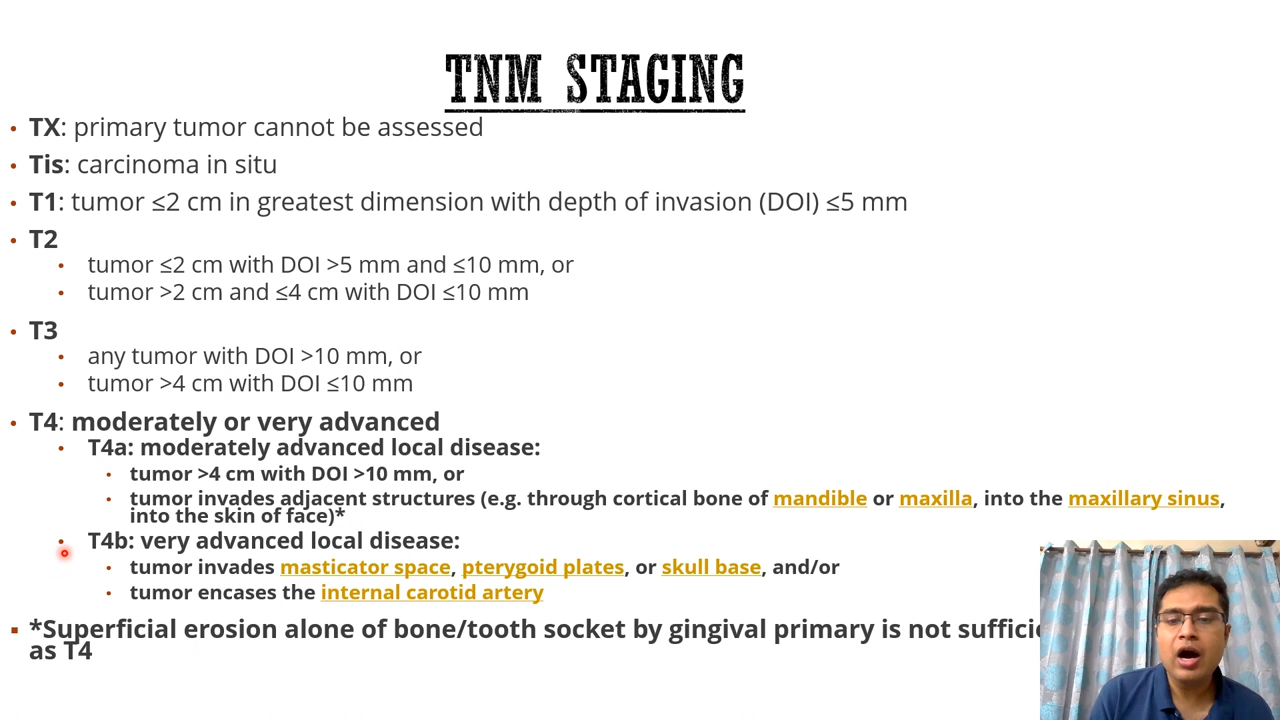 TNM STAGING
TX: primary tumor cannot be assessed
Tis: carcinoma in situ
T1: tumor ≤2 cm in greatest dimension with depth of invasion (DOI) ≤5 mm
T2
tumor ≤2 cm with DOI >5 mm and ≤10 mm, or
tumor >2 cm and ≤4 cm with DOI ≤10 mm
T3
any tumor with DOI >10 mm, or
tumor >4 cm with DOI ≤10 mm
T4: moderately or very advanced
T4a: moderately advanced local disease:
tumor >4 cm with DOI >10 mm, or
tumor invades adjacent structures (e.g. through cortical bone of mandible or maxilla, into the maxillary sinus,
into the skin of face)*
T4b: very advanced local disease:
tumor invades masticator space, pterygoid plates, or skull base, and/or
tumor encases the internal carotid artery
*Superficial erosion alone of bone/tooth socket by gingival primary is not
as T4